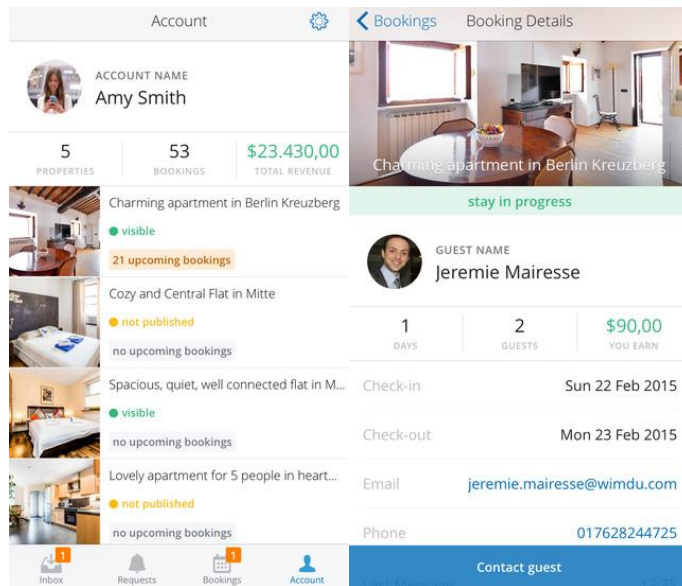 Account
ACCOUNT NAME
Amy Smith
5
53
$23.430,00
PROPERTIES
BOOKINGS
TOTAL REVENUE
Charming apartment in Berlin Kreuzberg
visible
21 upcoming bookings
Cozy and Central Flat in Mitte
not published
no upcoming bookings
Spacious, quiet, well connected flat in M...
visible
no upcoming bookings
Lovely apartment for 5 people in heart...
not published
no upcoming bookings
1
1
Inbox
Requests
Bookings
Account
Bookings
Booking Details
Charming apartment in Berlin Kreuzberg
stay in progress
GUEST NAME
Jeremie Mairesse
1
2
$90,00
DAYS
GUESTS
YOU EARN
Check-in
Sun 22 Feb 2015
Check-out
Mon 23 Feb 2015
Email
jeremie.mairesse@wimdu.com
Phone
017628244725
Contact guest